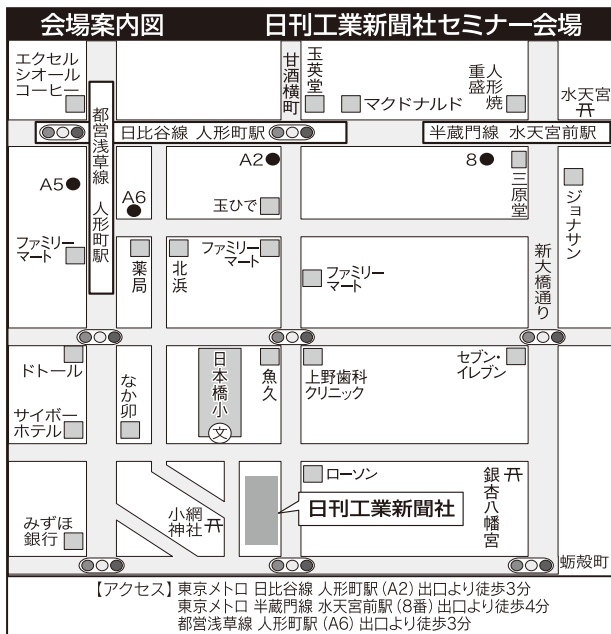 会場案内図 日刊工業新聞社セミナー会場
エクセル
シオール
コーヒー
都営浅草線 人形町駅
甘酒横町
玉英堂
マクドナルド
人形焼
重盛
水天宮
日比谷線 人形町駅
半蔵門線 水天宮前駅
A5
A6
A2
8
三原堂
ジョナサン
玉ひで
ファミリー
マート
薬局
北浜
ファミリー
マート
ファミリー
マート
新大橋通り
ドトール
なか卯
日本橋小
文
魚久
上野歯科
クリニック
セブン・
イレブン
サイボー
ホテル
ローソン
銀杏八幡宮
日刊工業新聞社
小網
神社
みずほ
銀行
蛎殻町
【アクセス】東京メトロ 日比谷線 人形町駅(A2)出口より徒歩3分
東京メトロ 半蔵門線 水天宮前駅(8番)出口より徒歩4分
都営浅草線 人形町駅(A6)出口より徒歩3分